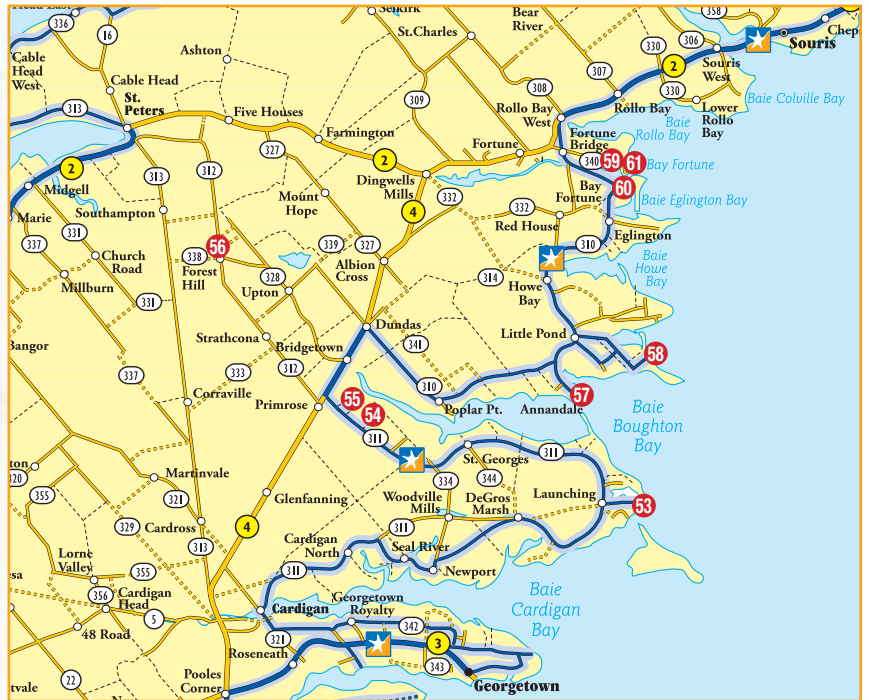 Head East
336
16
Cable
Head
West
Ashton
Cable Head
St.
Peters
313
Selkirk
St.Charles
Bear
River
358
306
330
Souris
Chep
Souris
West
2
307
308
330
309
Rollo Bay
West
Rollo Bay
Lower
Rollo
Bay
Baie Colville Bay
Baie
Rollo Bay
Five Houses
Farmington
327
2
Fortune
Fortune
Bridge
340
59
61
Baie Fortune
60
Bay
Fortune
Baie Eglington Bay
2
Midgell
Marie
313
312
Southampton
Mount
Hope
Dingwells
Mills
332
4
332
Red House
Eglington
310
Baie
Howe
Bay
337
331
Church
Road
Millburn
331
56
338
Forest
Hill
339
327
Albion
Cross
328
Upton
314
Howe
Bay
Little Pond
58
Strathcona
Bridgetown
Dundas
341
Bangor
337
333
312
310
57
Corraville
Primrose
55
54
Poplar Pt.
Annandale
Baie
Boughton
Bay
311
311
St. Georges
344
334
Woodville
Mills
DeGros
Marsh
Launching
53
ton
320
355
Martinvale
321
329
Cardross
313
Glenfanning
4
311
Cardigan
North
Seal River
Newport
311
Lorne
Valley
355
esa
356
Cardigan
Head
5
48 Road
Cardigan
Georgetown
Royalty
Baie
Cardigan
Bay
321
342
Roseneath
3
343
Georgetown
Pooles
Corner
22
tvale